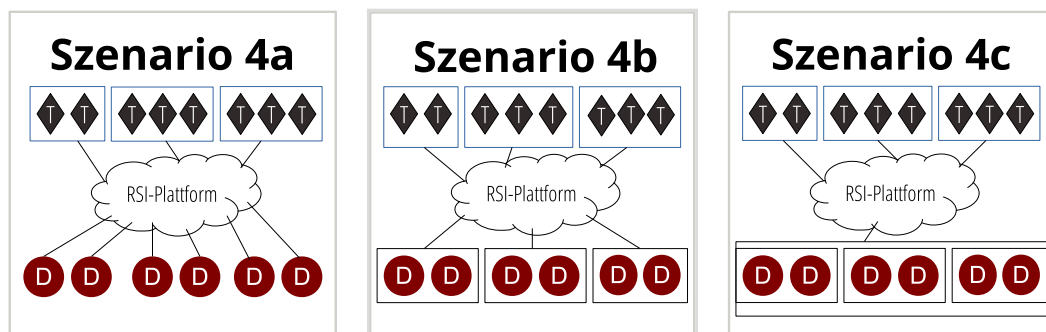 Szenario 4a
T T T T T T T T
RSI-Plattform
D D D D D D
Szenario 4b
T T T T T T T T
RSI-Plattform
D D D D D D
Szenario 4c
T T T T T T T T
RSI-Plattform
D D D D D D